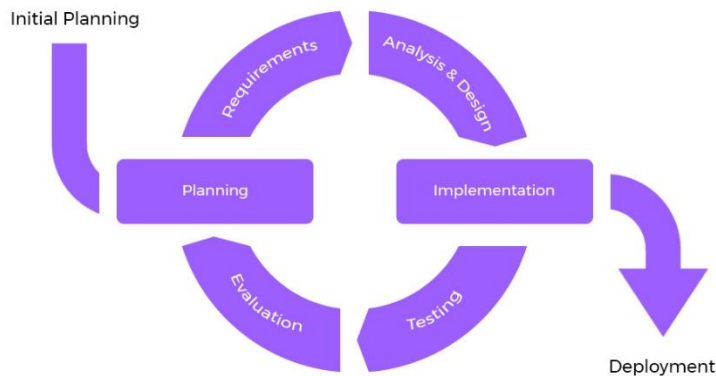 Initial Planning
Requirements
Analysis & Design
Planning
Implementation
Evaluation
Testing
Deployment